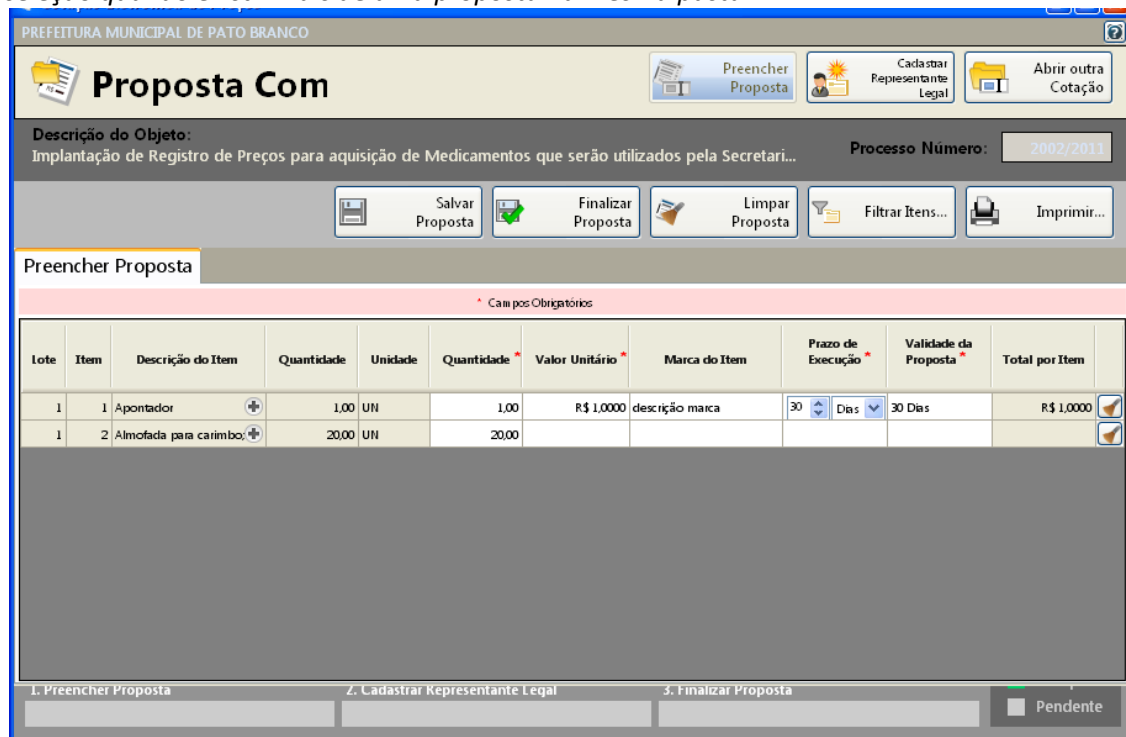 PREFEITURA MUNICIPAL DE PATO BRANCO
Proposta Com
Preencher
Proposta
Cadastrar
Representante
Legal
Abrir outra
Cotação
Descrição do Objeto:
Implantação de Registro de Preços para aquisição de Medicamentos que serão utilizados pela Secretari...
Processo Número:
2002/2011
Salvar
Proposta
Finalizar
Proposta
Limpar
Proposta
Filtrar Itens...
Imprimir...
Preencher Proposta
* Campos Obrigatórios
Lote Item Descrição do Item Quantidade Unidade Quantidade * Valor Unitário * Marca do Item Prazo de Execução * Validade da Proposta * Total por Item
1 1 Apontador 1,00 UN 1,00 R$ 1,0000 descrição marca 30 Dias 30 Dias R$ 1,0000
1 2 Almofada para carimbo; 20,00 UN 20,00
1. Preencher Proposta 2. Cadastrar Representante Legal 3. Finalizar Proposta
Pendente